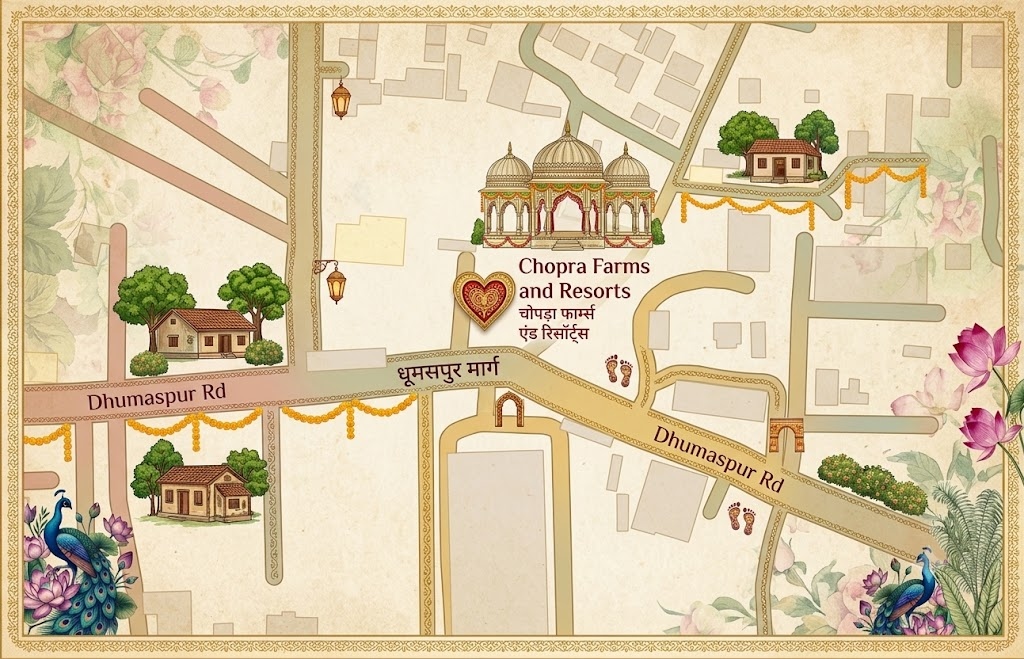 Chopra Farms
and Resorts
चोपड़ा फार्म्स
एंड रिसॉर्ट्स
धूमसपुर मार्ग
Dhumaspur Rd
Dhumaspur Rd